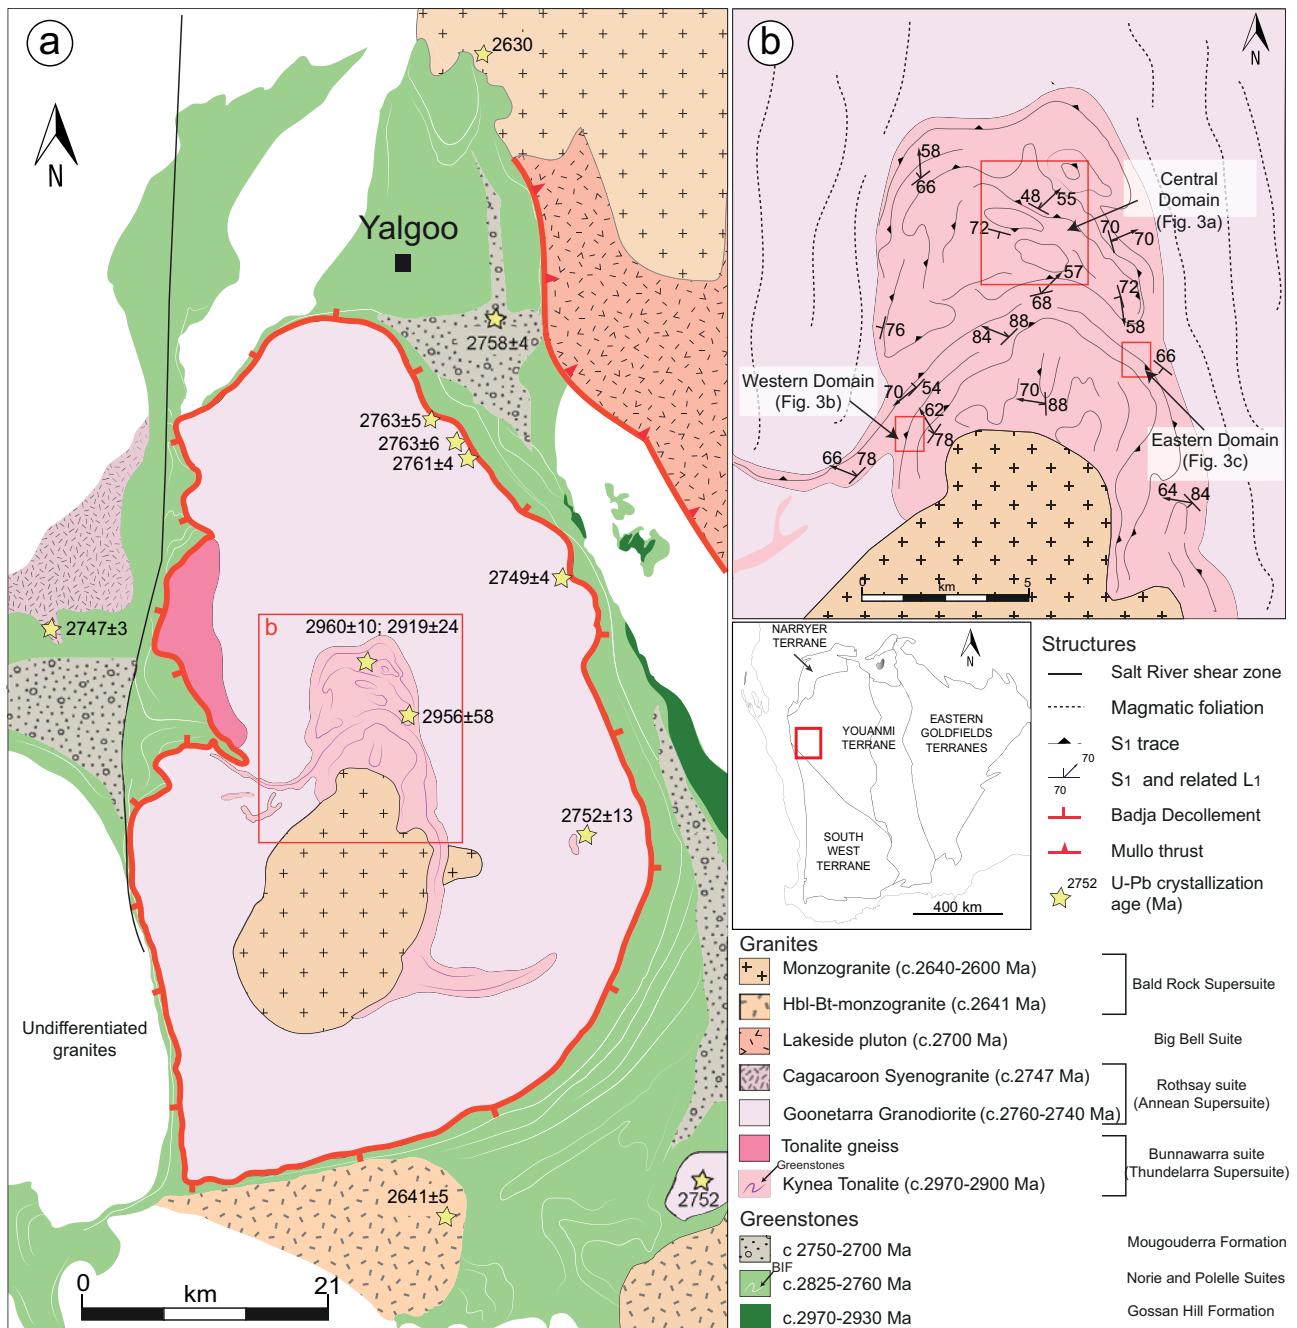 a
N
2630
Yalgoo
2758±4
2763±5
2763±6
2761±4
2749±4
2747±3
b
2960±10; 2919±24
2956±58
2752±13
Undifferentiated
granites
2641±5
2752
0
km
21
b
N
58
66
48
55
72
70
70
57
68
72
58
76
88
84
66
70
54
62
78
70
88
66
78
64
84
Central
Domain
(Fig. 3a)
Western Domain
(Fig. 3b)
Eastern Domain
(Fig. 3c)
0
km
5
NARRYER
TERRANE
N
YOUANMI
TERRANE
EASTERN
GOLDFIELDS
TERRANES
SOUTH
WEST
TERRANE
400 km
Structures
Salt River shear zone
Magmatic foliation
S1 trace
70
70
S1 and related L1
Badja Decollement
Mullo thrust
2752
U-Pb crystallization
age (Ma)
Granites
Monzogranite (c.2640-2600 Ma)
Hbl-Bt-monzogranite (c.2641 Ma)
Bald Rock Supersuite
Lakeside pluton (c.2700 Ma)
Big Bell Suite
Cagacaroon Syenogranite (c.2747 Ma)
Goonetarra Granodiorite (c.2760-2740 Ma)
Rothsay suite
(Annean Supersuite)
Tonalite gneiss
Greenstones
Kynea Tonalite (c.2970-2900 Ma)
Bunnawarra suite
(Thundelarra Supersuite)
Greenstones
c 2750-2700 Ma
Mougouderra Formation
BIF
c.2825-2760 Ma
Norie and Polelle Suites
c.2970-2930 Ma
Gossan Hill Formation